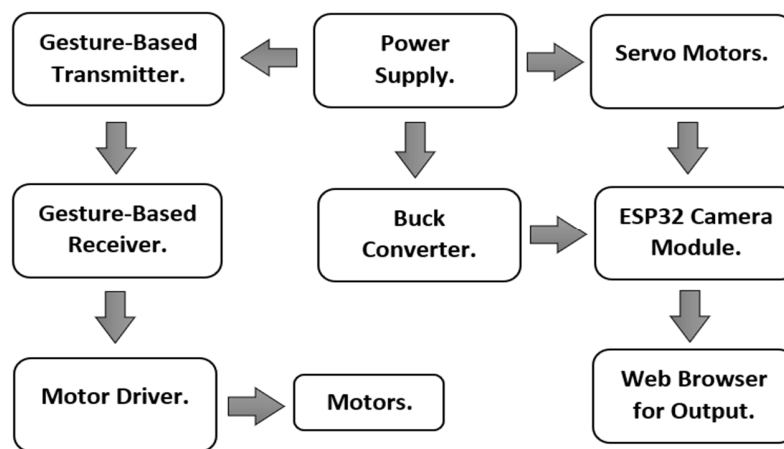 Gesture-Based
Transmitter.
Power
Supply.
Servo Motors.
Gesture-Based
Receiver.
Buck
Converter.
ESP32 Camera
Module.
Motor Driver.
Motors.
Web Browser
for Output.